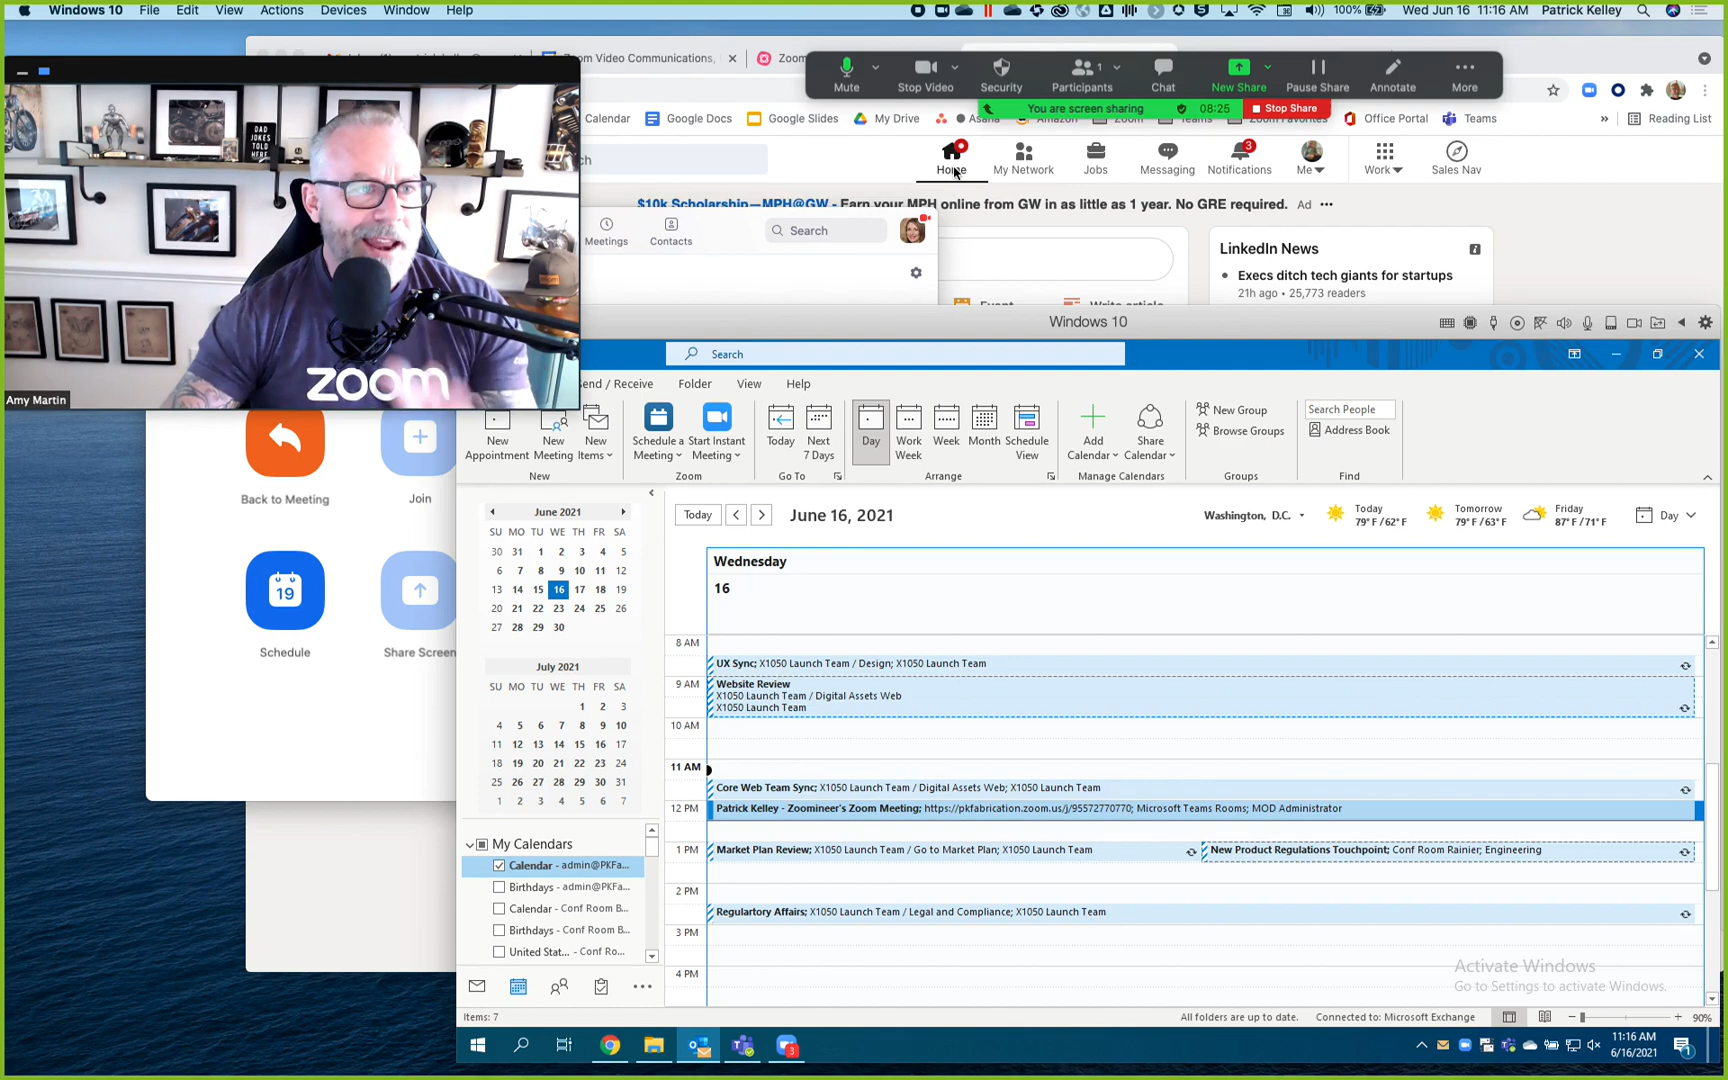 Windows 10 File Edit View Actions Devices Window Help
100% Wed Jun 16 11:16 AM Patrick Kelley
Zoom Video Communications,
Mute Stop Video Security Participants 1 Chat New Share Pause Share Annotate More
You are screen sharing 08:25 Stop Share
Calendar Google Docs Google Slides My Drive Asana Amazon Zoom Teams Zoom Favorites Office Portal Teams » Reading List
Home My Network Jobs Messaging Notifications 3 Me Work Sales Nav
$10k Scholarship—MPH@GW - Earn your MPH online from GW in as little as 1 year. No GRE required. Ad
DAD JOKES TOLD HERE
zoom
Amy Martin
Meetings Contacts Search
Event Write article
LinkedIn News
Execs ditch tech giants for startups
21h ago • 25,773 readers
Windows 10
Search
Send / Receive Folder View Help
New Appointment New Meeting New Items Schedule a Meeting Start Instant Meeting Today Next 7 Days Day Work Week Week Month Schedule View Add Calendar Share Calendar New Group Browse Groups Search People Address Book
New Zoom Go To Arrange Manage Calendars Groups Find
Back to Meeting Join
19
Schedule Share Screen
June 2021
SU MO TU WE TH FR SA
30 31 1 2 3 4 5
6 7 8 9 10 11 12
13 14 15 16 17 18 19
20 21 22 23 24 25 26
27 28 29 30
July 2021
SU MO TU WE TH FR SA
1 2 3
4 5 6 7 8 9 10
11 12 13 14 15 16 17
18 19 20 21 22 23 24
25 26 27 28 29 30 31
1 2 3 4 5 6 7
My Calendars
Calendar - admin@PKFa...
Birthdays - admin@PKFa...
Calendar - Conf Room B...
Birthdays - Conf Room B...
United Stat... - Conf Ro...
Today June 16, 2021 Washington, D.C. Today 79° F / 62° F Tomorrow 79° F / 63° F Friday 87° F / 71° F Day
Wednesday
16
8 AM
UX Sync; X1050 Launch Team / Design; X1050 Launch Team
9 AM Website Review
X1050 Launch Team / Digital Assets Web
X1050 Launch Team
10 AM
11 AM
Core Web Team Sync; X1050 Launch Team / Digital Assets Web; X1050 Launch Team
12 PM Patrick Kelley - Zoomineer's Zoom Meeting; https://pkfabrication.zoom.us/j/95572770770; Microsoft Teams Rooms; MOD Administrator
1 PM Market Plan Review; X1050 Launch Team / Go to Market Plan; X1050 Launch Team New Product Regulations Touchpoint; Conf Room Rainier; Engineering
2 PM
Regulartory Affairs; X1050 Launch Team / Legal and Compliance; X1050 Launch Team
3 PM
4 PM
Activate Windows
Go to Settings to activate Windows.
Items: 7 All folders are up to date. Connected to: Microsoft Exchange 90%
3
11:16 AM
6/16/2021
1